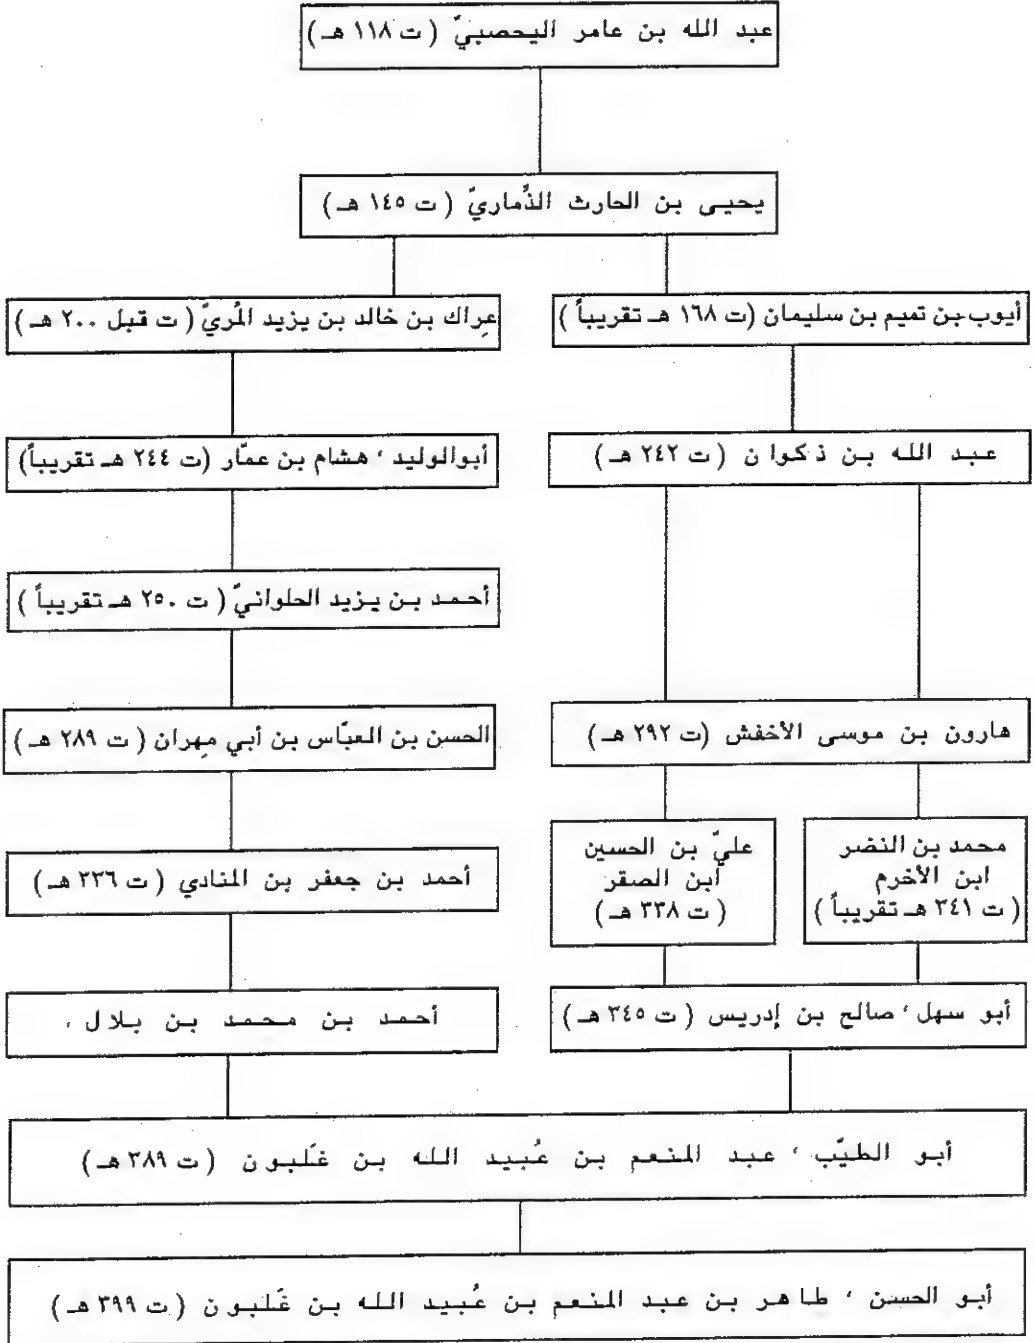 عبد الله بن عامر اليحصبيّ ( ت ١١٨ هـ )
يحيى بن الحارث الذَّماريّ ( ت ١٤٥ هـ )
أيوب بن تميم بن سليمان (ت ١٦٨ هـ تقريباً )
عِراك بن خالد بن يزيد المُريّ ( ت قبل ٢٠٠ هـ )
عبد الله بن ذكوان ( ت ٢٤٢ هـ )
أبوالوليد ، هشام بن عمّار (ت ٢٤٤ هـ تقريباً)
أحمد بن يزيد الحلوانيّ ( ت ٢٥٠ هـ تقريباً )
هارون بن موسى الأخفش (ت ٢٩٢ هـ )
الحسن بن العبّاس بن أبي مِهران ( ت ٢٨٩ هـ )
محمد بن النضر
ابن الأخرم
( ت ٣٤١ هـ تقريباً )
عليّ بن الحسين
ابن الصقر
( ت ٣٣٨ هـ )
أحمد بن جعفر بن المنادي ( ت ٣٣٦ هـ )
أبو سهل ، صالح بن إدريس ( ت ٣٤٥ هـ )
أحمد بن محمد بن بلال ،
أبو الطيّب ، عبد المنعم بن عُبيد الله بن غَلبون ( ت ٣٨٩ هـ )
أبو الحسن ، طاهر بن عبد المنعم بن عُبيد الله بن غَلبون ( ت ٣٩٩ هـ )